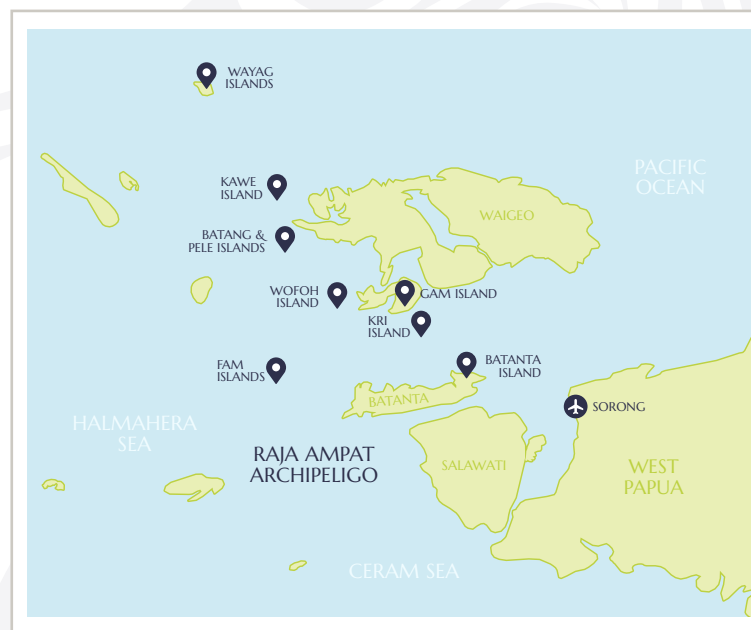 WAYAG
ISLANDS
PACIFIC
OCEAN
KAWE
ISLAND
WAIGEO
BATANG &
PELE ISLANDS
WOFOH
ISLAND
GAM ISLAND
KRI
ISLAND
FAM
ISLANDS
BATANTA
ISLAND
BATANTA
SORONG
HALMAHERA
SEA
RAJA AMPAT
ARCHIPELIGO
SALAWATI
WEST
PAPUA
CERAM SEA